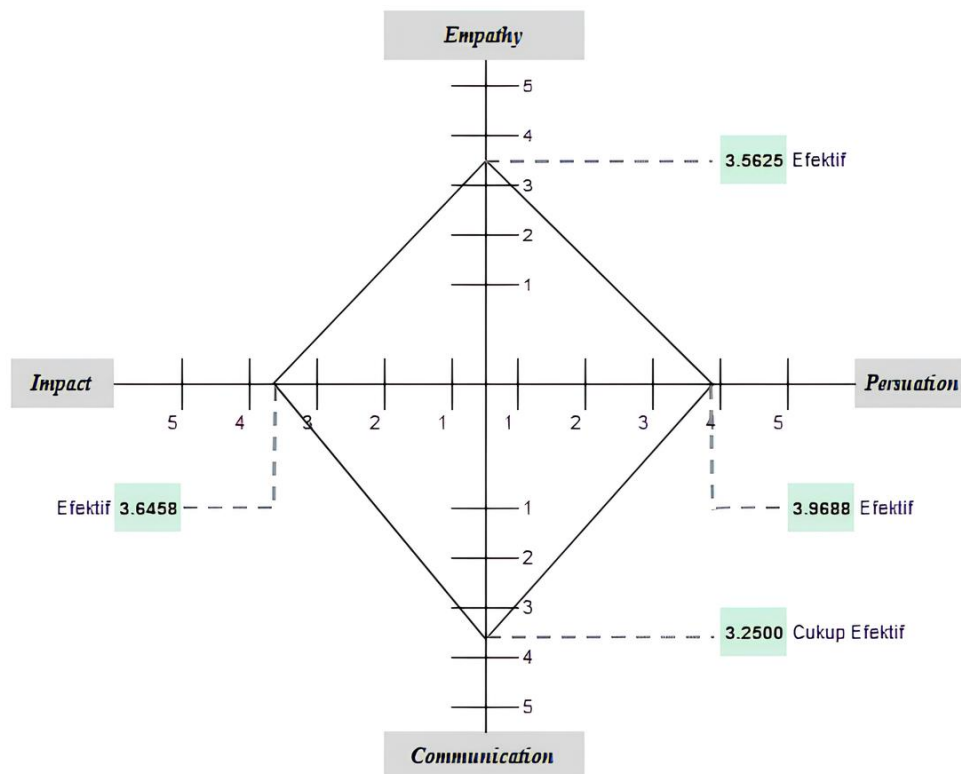 Empathy
5
4
3.5625 Efektif
3
2
1
Impact
Persuation
5 4 3 2 1 1 2 3 4 5
Efektif 3.6458
1
3.9688 Efektif
2
3
3.2500 Cukup Efektif
4
5
Communication